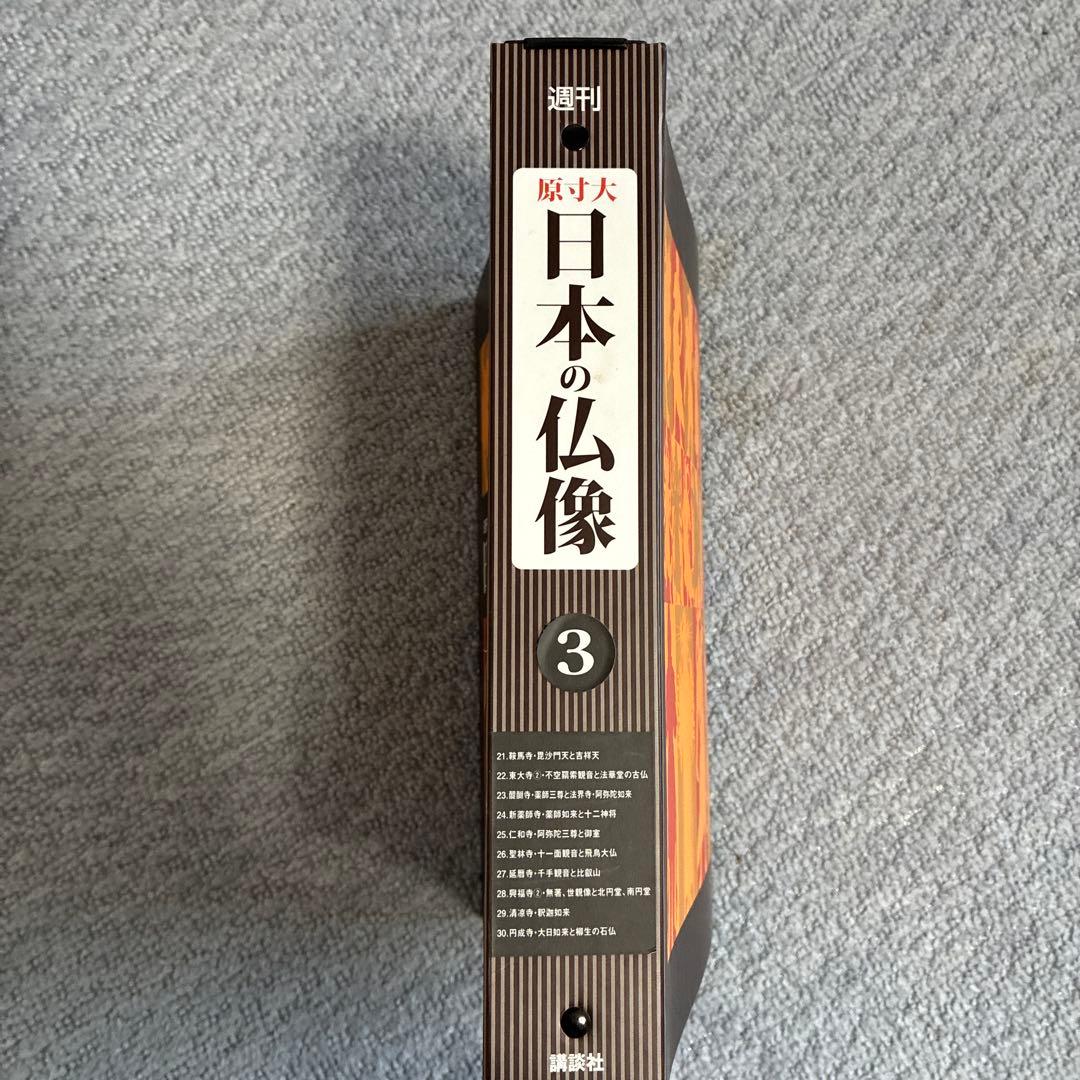 週刊
原寸大
日本の仏像
3
21.鞍馬寺・毘沙門天と吉祥天
22.東大寺②・不空羂索観音と法華堂の古仏
23.醍醐寺・薬師三尊と法界寺・阿弥陀如来
24.新薬師寺・薬師如来と十二神将
25.仁和寺・阿弥陀三尊と御室
26.聖林寺・十一面観音と飛鳥大仏
27.延暦寺・千手観音と比叡山
28.興福寺②・無著、世親像と北円堂、南円堂
29.清凉寺・釈迦如来
30.円成寺・大日如来と柳生の石仏
講談社